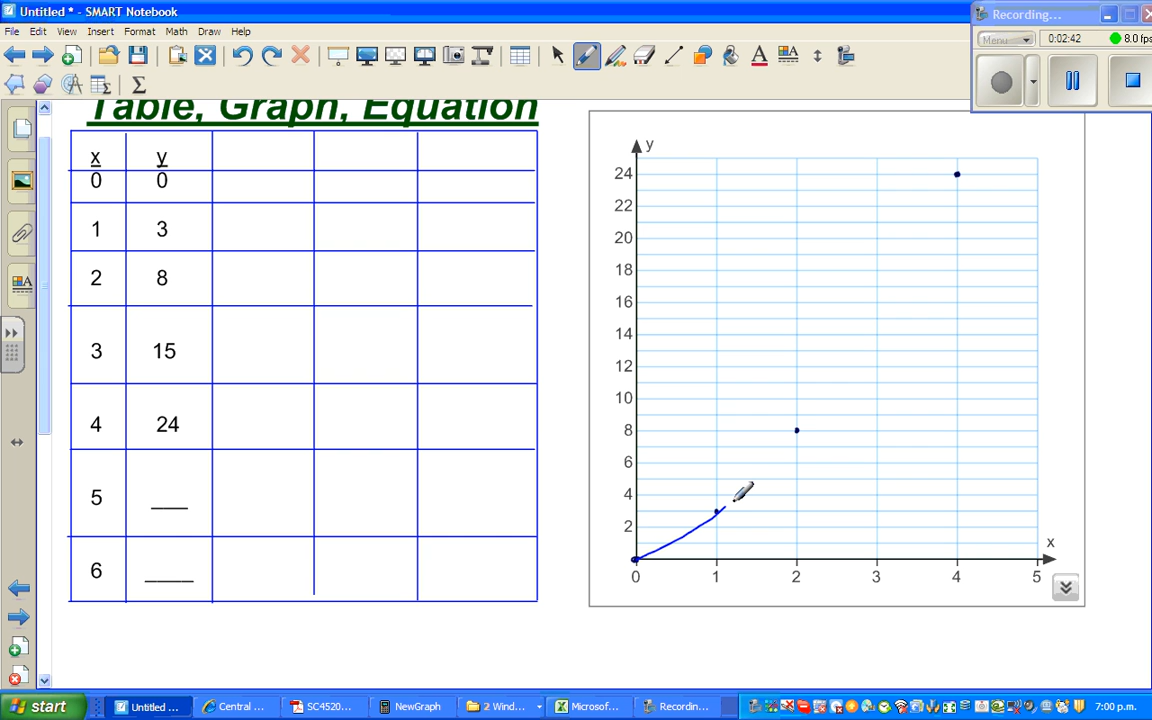 Untitled * - SMART Notebook
Recording...
File Edit View Insert Format Math Draw Help
Menu
0:02:42
8.0 fps
Table, Graph, Equation
x y
0 0
1 3
2 8
3 15
4 24
5 ___
6 ____
y
24
22
20
18
16
14
12
10
8
6
4
2
x
0 1 2 3 4 5
start
Untitled * ...
Central ...
SC4520...
NewGraph
2 Wind...
Microsof...
Recordin...
7:00 p.m.